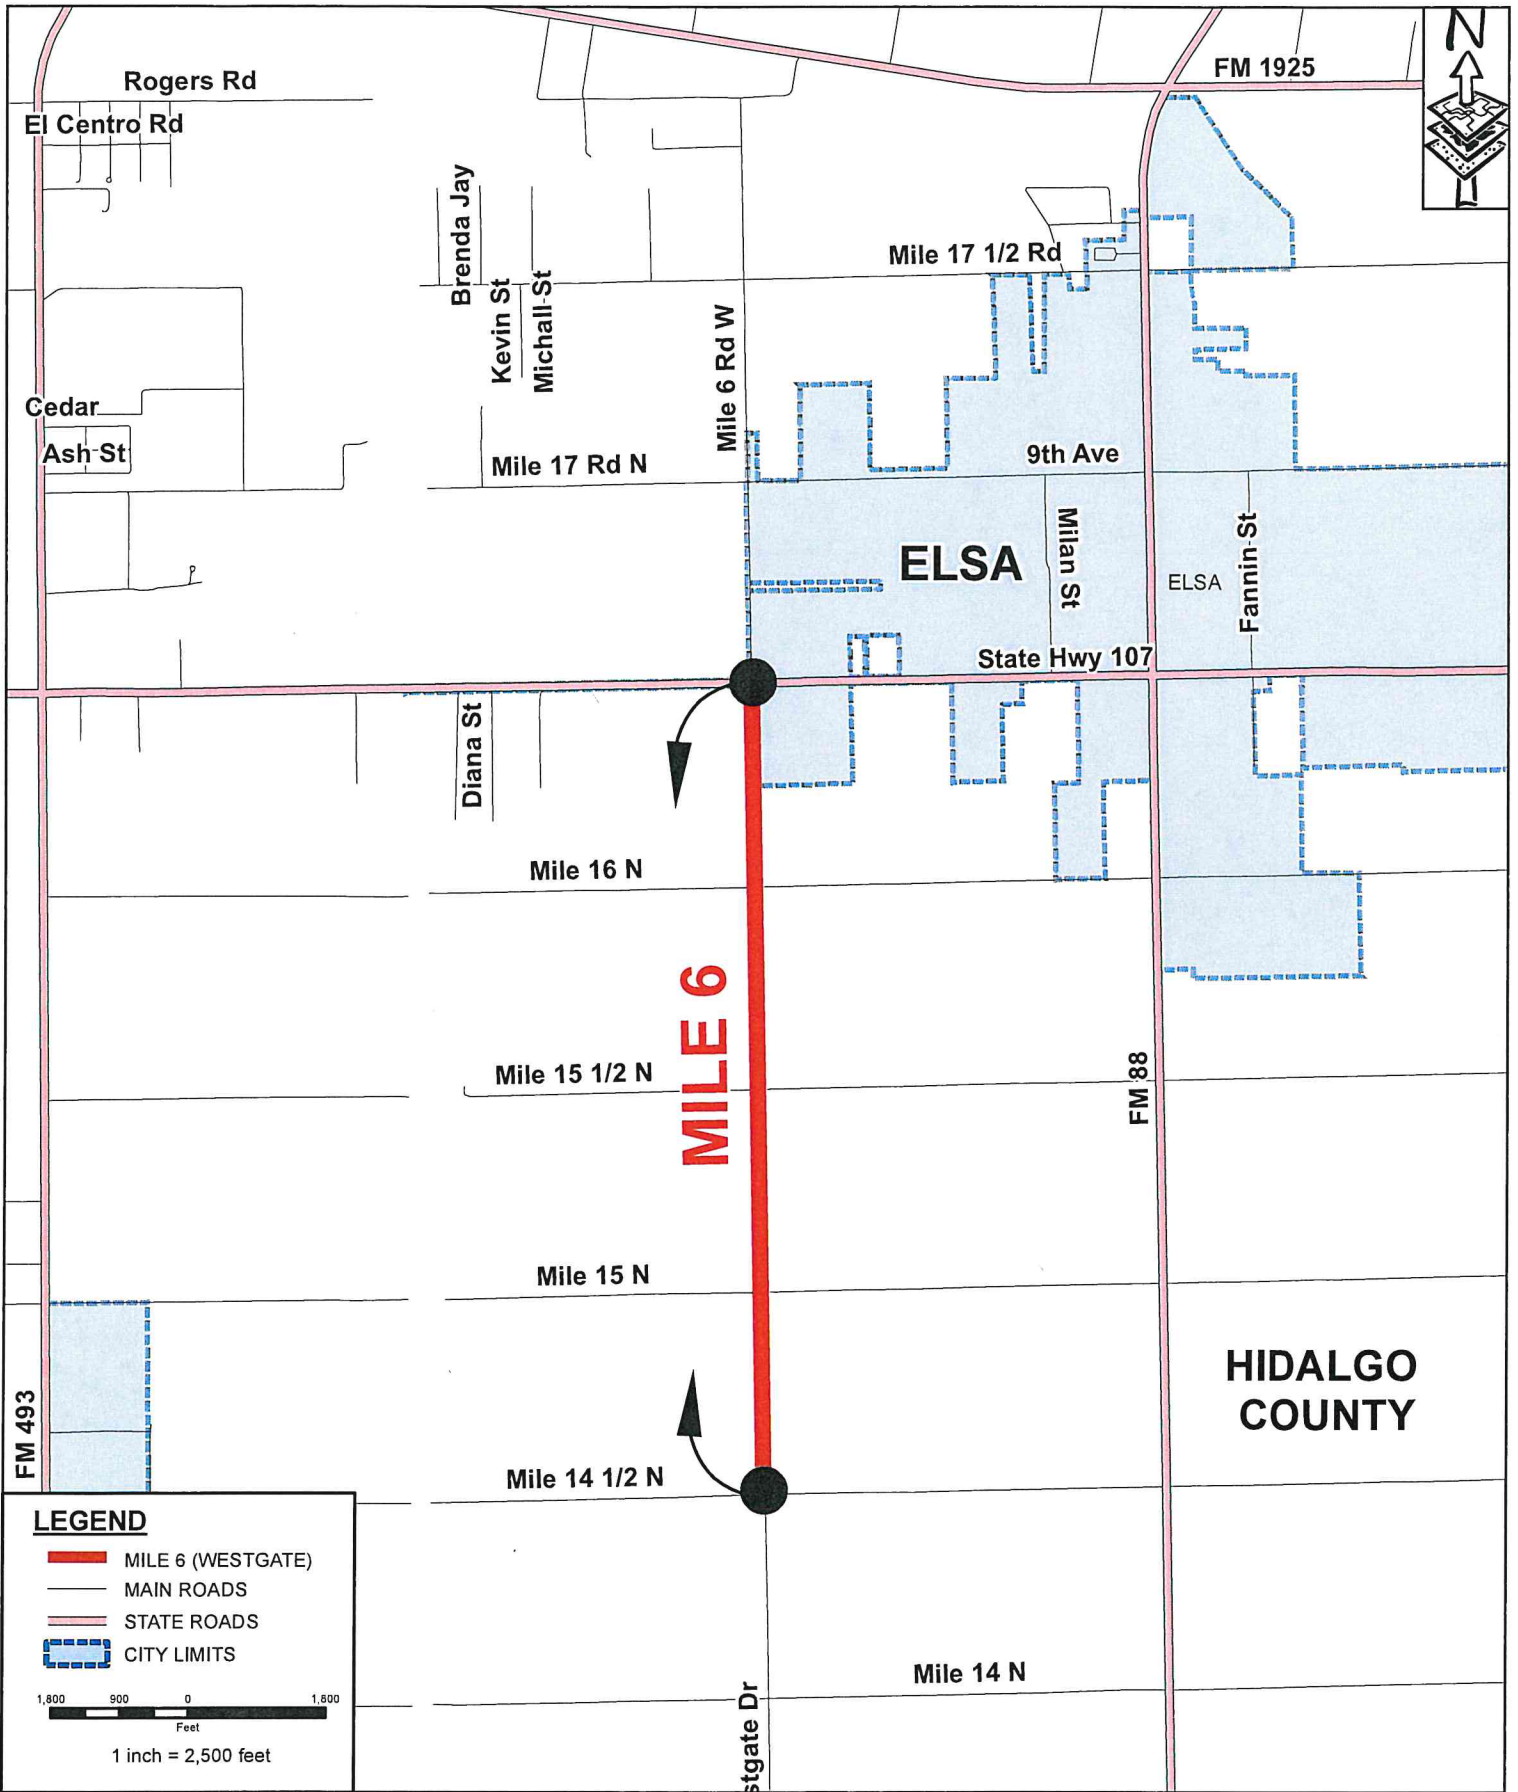 N
FM 1925
Rogers Rd
El Centro Rd
Brenda Jay
Mile 17 1/2 Rd
Kevin St
Michall St
Mile 6 Rd W
Cedar
Ash St
Mile 17 Rd N
9th Ave
ELSA
Milan St
ELSA
Fannin St
State Hwy 107
Diana St
Mile 16 N
MILE 6
Mile 15 1/2 N
FM 88
Mile 15 N
HIDALGO
COUNTY
FM 493
Mile 14 1/2 N
LEGEND
MILE 6 (WESTGATE)
MAIN ROADS
STATE ROADS
CITY LIMITS
Mile 14 N
stgate Dr
1,800 900 0 1,800
Feet
1 inch = 2,500 feet